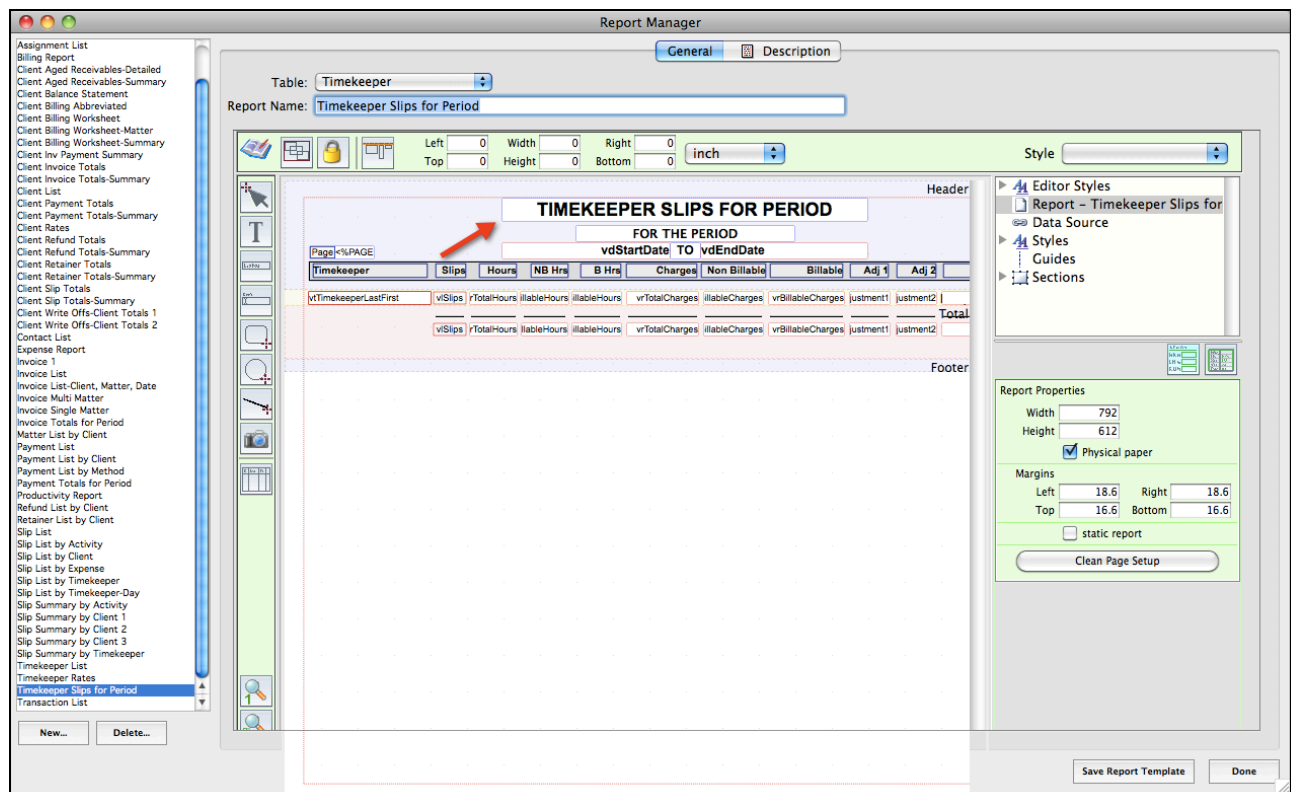 Report Manager
Assignment List
Billing Report
Client Aged Receivables-Detailed
Client Aged Receivables-Summary
Client Balance Statement
Client Billing Abbreviated
Client Billing Worksheet
Client Billing Worksheet-Matter
Client Billing Worksheet-Summary
Client Inv Payment Summary
Client Invoice Totals
Client Invoice Totals-Summary
Client List
Client Payment Totals
Client Payment Totals-Summary
Client Rates
Client Refund Totals
Client Refund Totals-Summary
Client Retainer Totals
Client Retainer Totals-Summary
Client Slip Totals
Client Slip Totals-Summary
Client Write Offs-Client Totals 1
Client Write Offs-Client Totals 2
Contact List
Expense Report
Invoice 1
Invoice List
Invoice List-Client, Matter, Date
Invoice Multi Matter
Invoice Single Matter
Invoice Totals for Period
Matter List by Client
Payment List
Payment List by Client
Payment List by Method
Payment Totals for Period
Productivity Report
Refund List by Client
Retainer List by Client
Slip List
Slip List by Activity
Slip List by Client
Slip List by Expense
Slip List by Timekeeper
Slip List by Timekeeper-Day
Slip Summary by Activity
Slip Summary by Client 1
Slip Summary by Client 2
Slip Summary by Client 3
Slip Summary by Timekeeper
Timekeeper List
Timekeeper Rates
Timekeeper Slips for Period
Transaction List
New... Delete...
General Description
Table: Timekeeper
Report Name: Timekeeper Slips for Period
Left 0 Width 0 Right 0
Top 0 Height 0 Bottom 0
inch
Style
T
Header
TIMEKEEPER SLIPS FOR PERIOD
FOR THE PERIOD
Page <%PAGE vdStartDate TO vdEndDate
Timekeeper Slips Hours NB Hrs B Hrs Charges Non Billable Billable Adj 1 Adj 2
vtTimekeeperLastFirst vlSlips rTotalHours illableHours illableHours vrTotalCharges illableCharges vrBillableCharges justment1 justment2
Total
vlSlips rTotalHours llableHours illableHours vrTotalCharges illableCharges vrBillableCharges justment1 justment2
Footer
1
Editor Styles
Report – Timekeeper Slips for
Data Source
Styles
Guides
Sections
Report Properties
Width 792
Height 612
Physical paper
Margins
Left 18.6 Right 18.6
Top 16.6 Bottom 16.6
static report
Clean Page Setup
Save Report Template Done